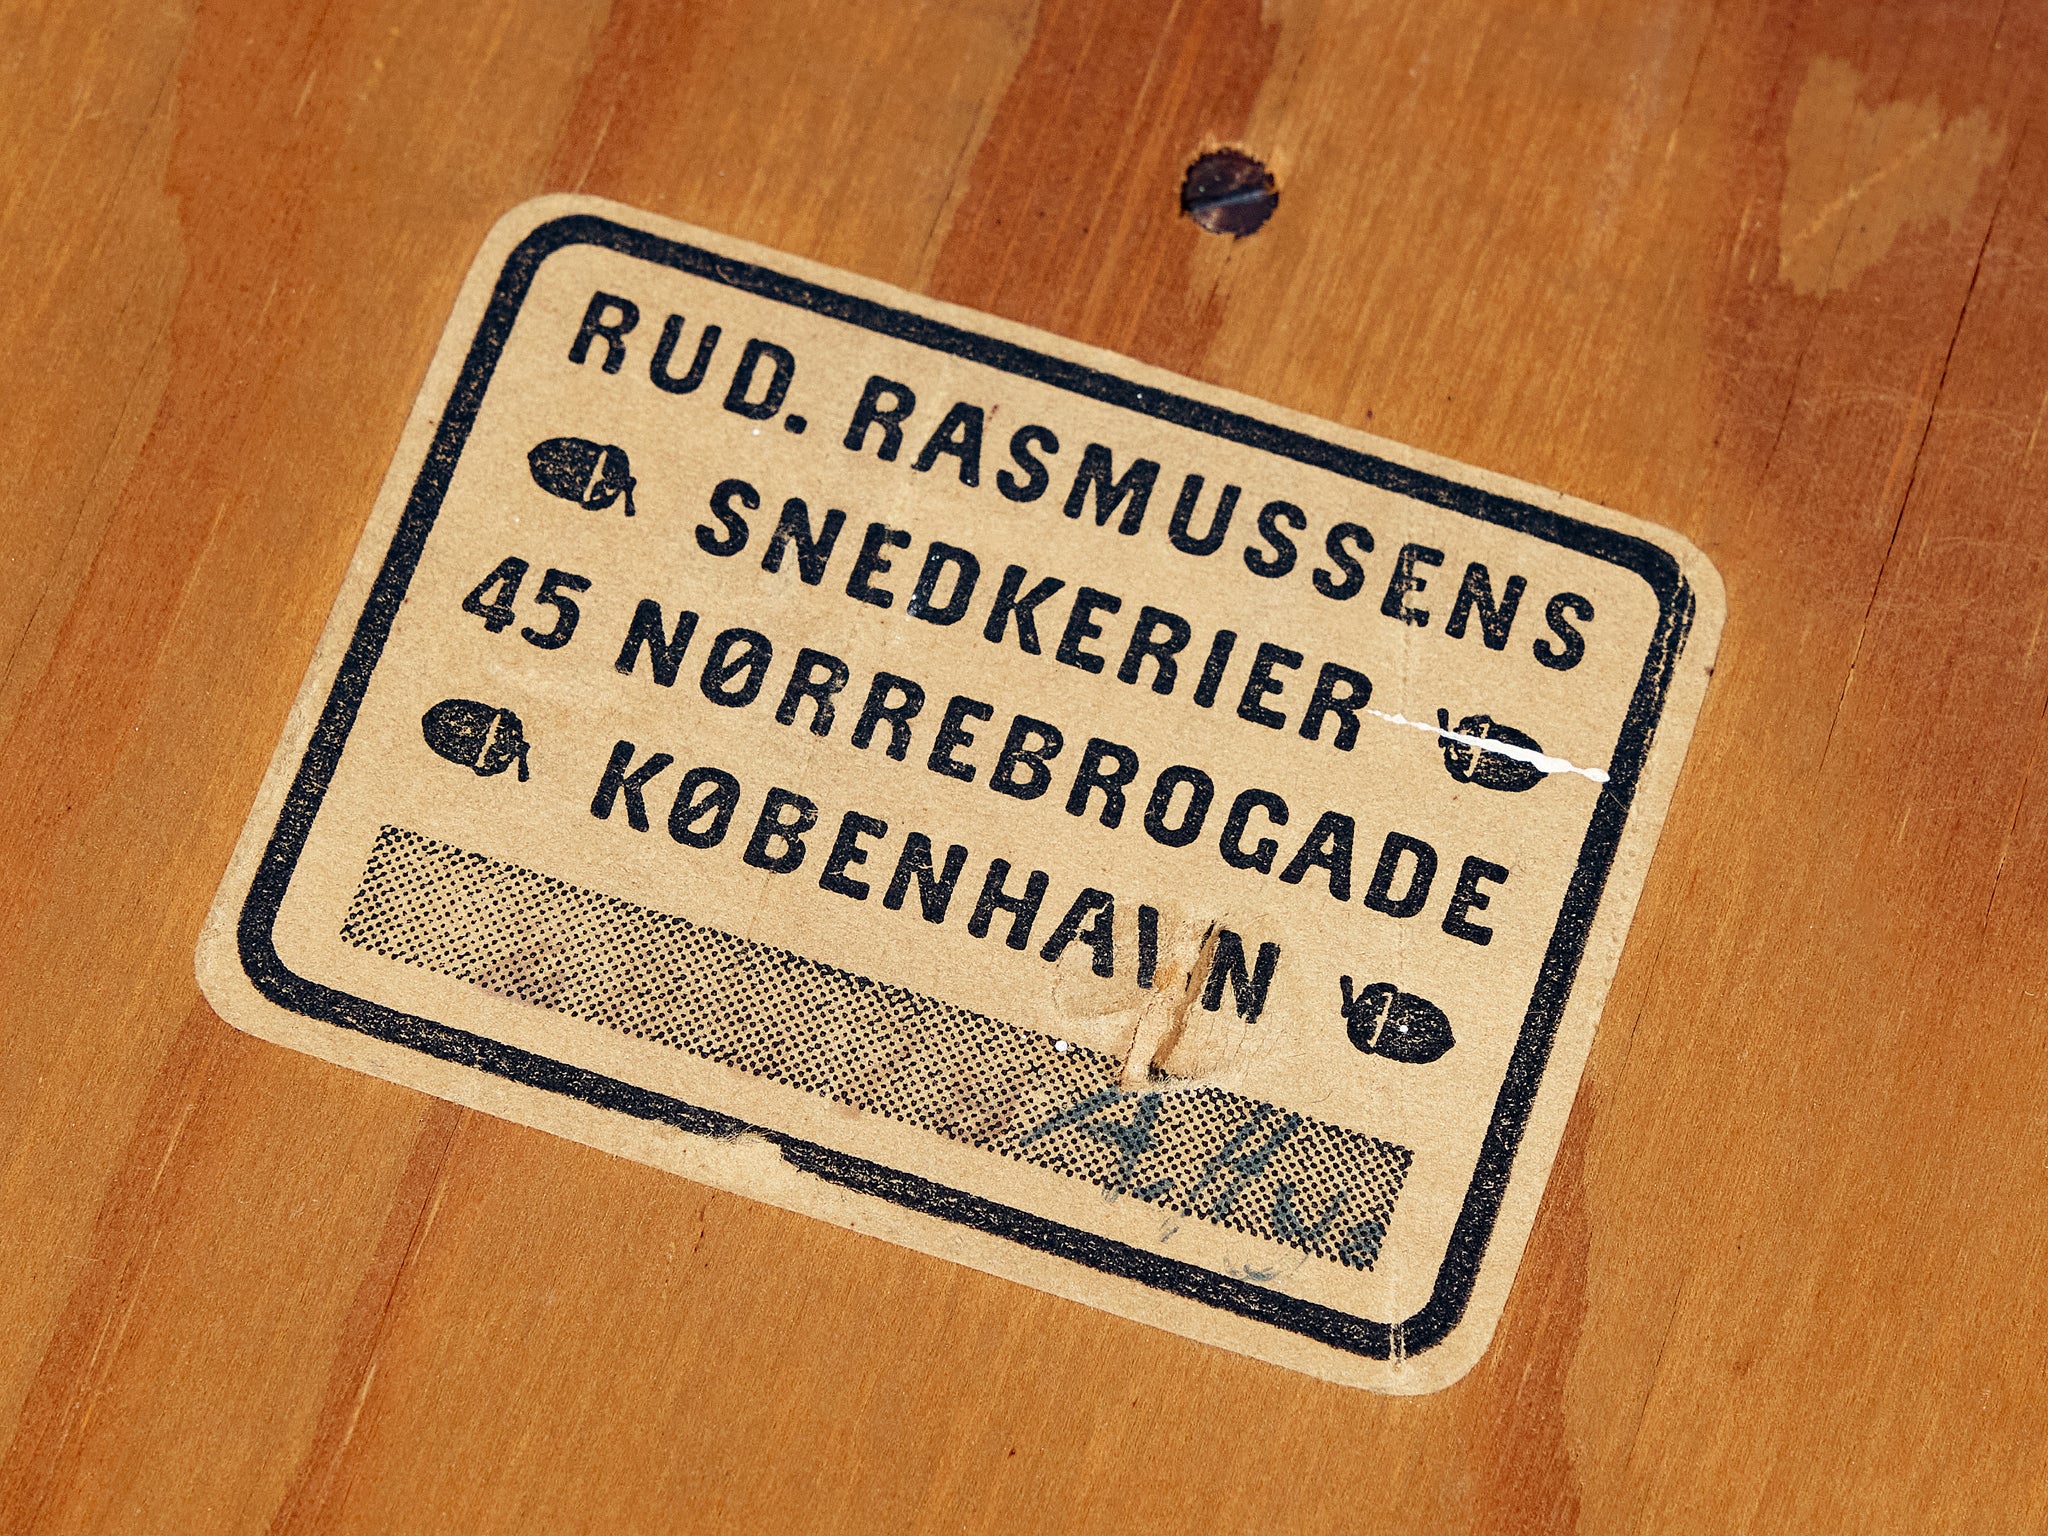 RUD. RASMUSSENS
SNEDKERIER
45 NØRREBROGADE
KØBENHAVN